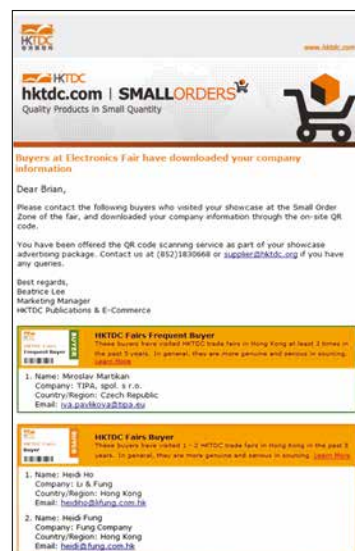 HKTDC
www.hktdc.com
HKTDC
hktdc.com | SMALLORDERS
Quality Products in Small Quantity
Buyers at Electronics Fair have downloaded your company
information
Dear Brian,
Please contact the following buyers who visited your showcase at the Small Order
Zone of the fair, and downloaded your company information through the on-site QR
code.
You have been offered the QR code scanning service as part of your showcase
advertising package. Contact us at (852)1830668 or supplier@hktdc.org if you have
any queries.
Best regards,
Beatrice Lee
Marketing Manager
HKTDC Publications & E-Commerce
Frequent Buyer
BUYER
HKTDC Fairs Frequent Buyer
These buyers have visited HKTDC trade fairs in Hong Kong at least 2 times in
the past 3 years. In general, they are more genuine and serious in sourcing.
Learn More
1. Name: Miroslav Martikan
Company: TIPA, spol. s r.o.
Country/Region: Czech Republic
Email: iva.pavlikova@tipa.eu
Buyer
BUYER
HKTDC Fairs Buyer
These buyers have visited 1 - 2 HKTDC trade fairs in Hong Kong in the past 3
years. In general, they are more genuine and serious in sourcing. Learn More
1. Name: Heidi Ho
Company: Li & Fung
Country/Region: Hong Kong
Email: heidiho@lifung.com.hk
2. Name: Heidi Fung
Company: Fung Company
Country/Region: Hong Kong
Email: heidi@fung.com.hk